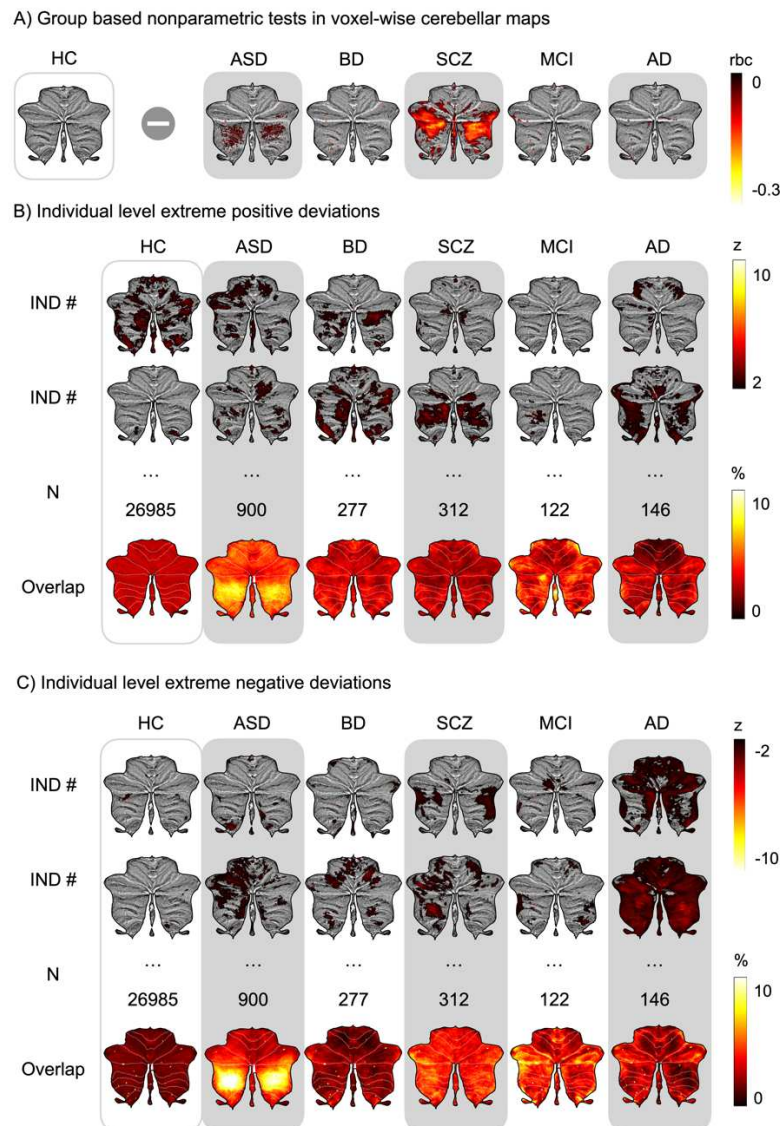 A) Group based nonparametric tests in voxel-wise cerebellar maps
HC ASD BD SCZ MCI AD
rbc
0
-0.3
B) Individual level extreme positive deviations
HC ASD BD SCZ MCI AD
z
IND #
10
2
IND #
... ... ... ... ... ...
N
26985 900 277 312 122 146
%
10
Overlap
0
C) Individual level extreme negative deviations
HC ASD BD SCZ MCI AD
z
IND #
-2
-10
IND #
... ... ... ... ... ...
N
26985 900 277 312 122 146
%
10
Overlap
0